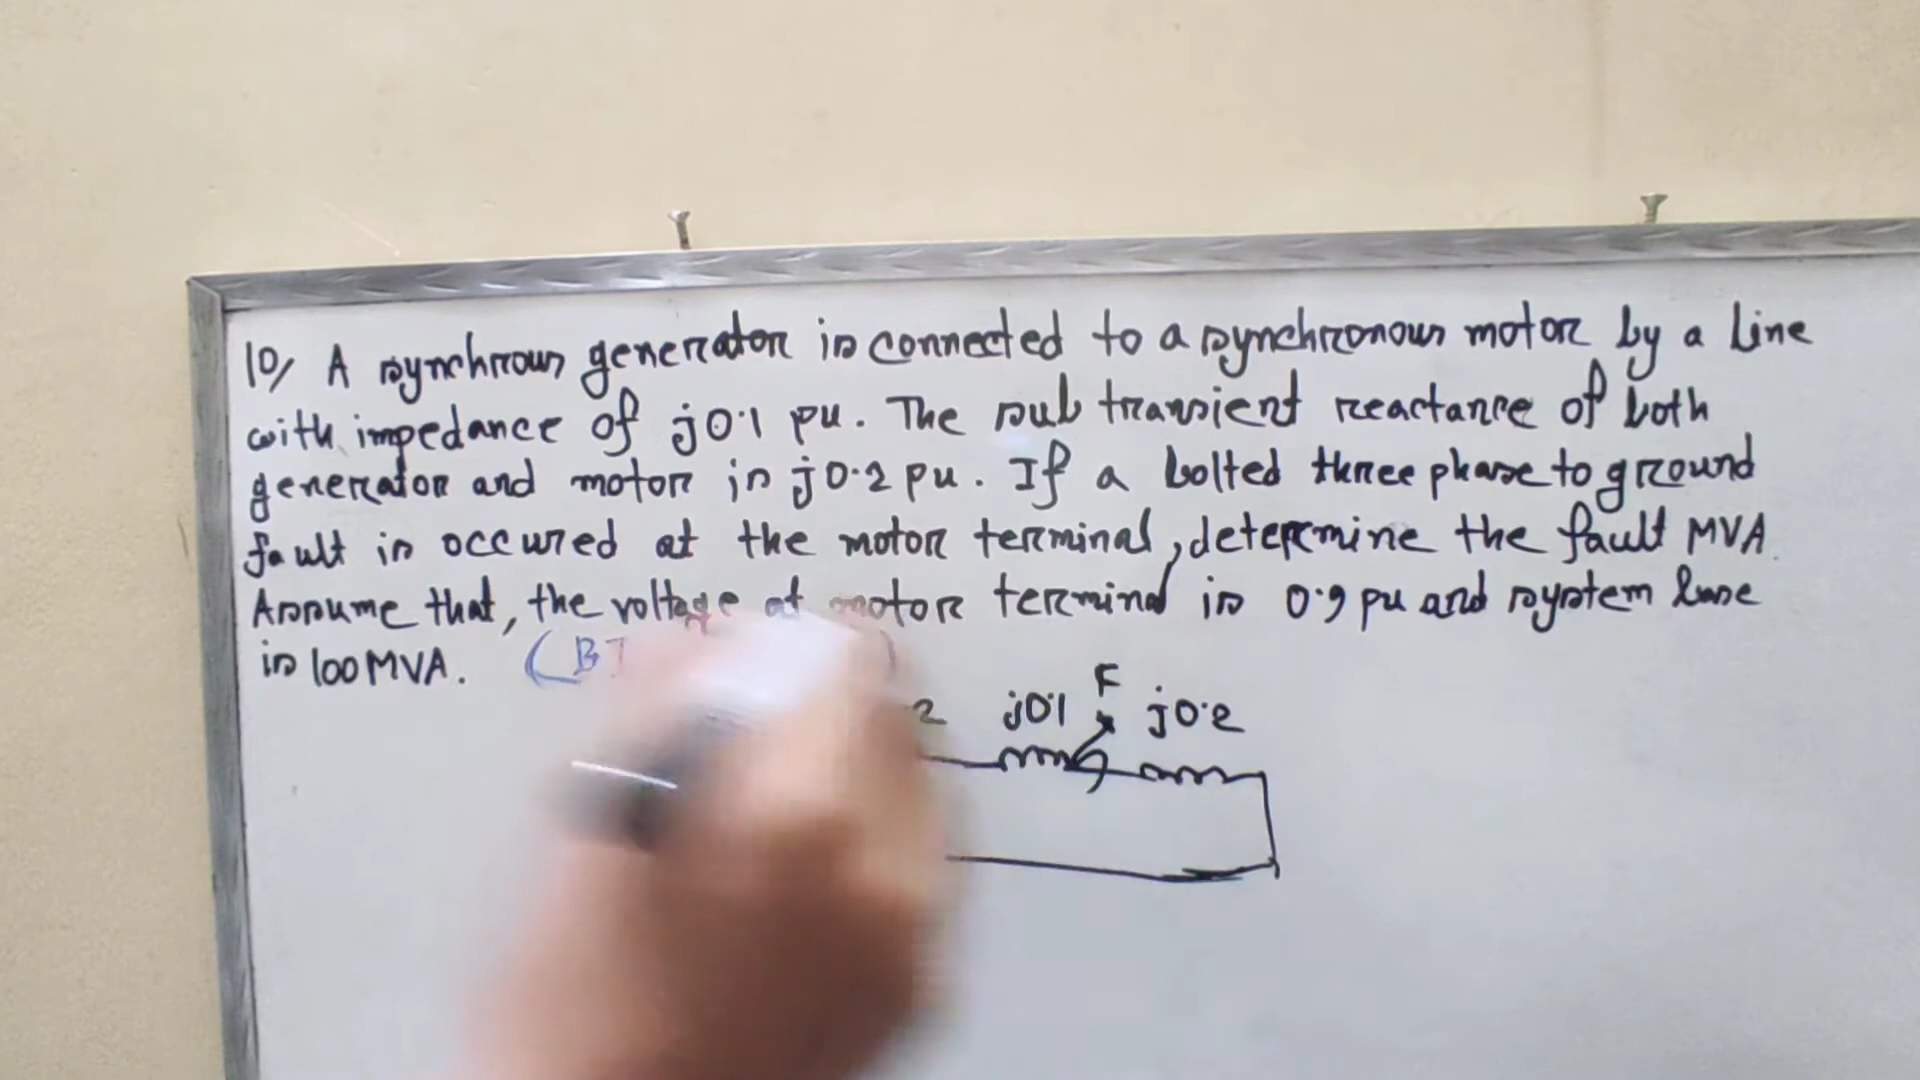 10/ A synchrous generator is connected to a synchronous motor by a line
with impedance of j0.1 pu. The sub transient reactance of both
generator and motor is j0.2 pu. If a bolted three phase to ground
fault is occured at the motor terminal, determine the fault MVA.
Assume that, the voltage at motor terminal is 0.9 pu and system base
is 100MVA. (B
F
2 j0.1 j0.2